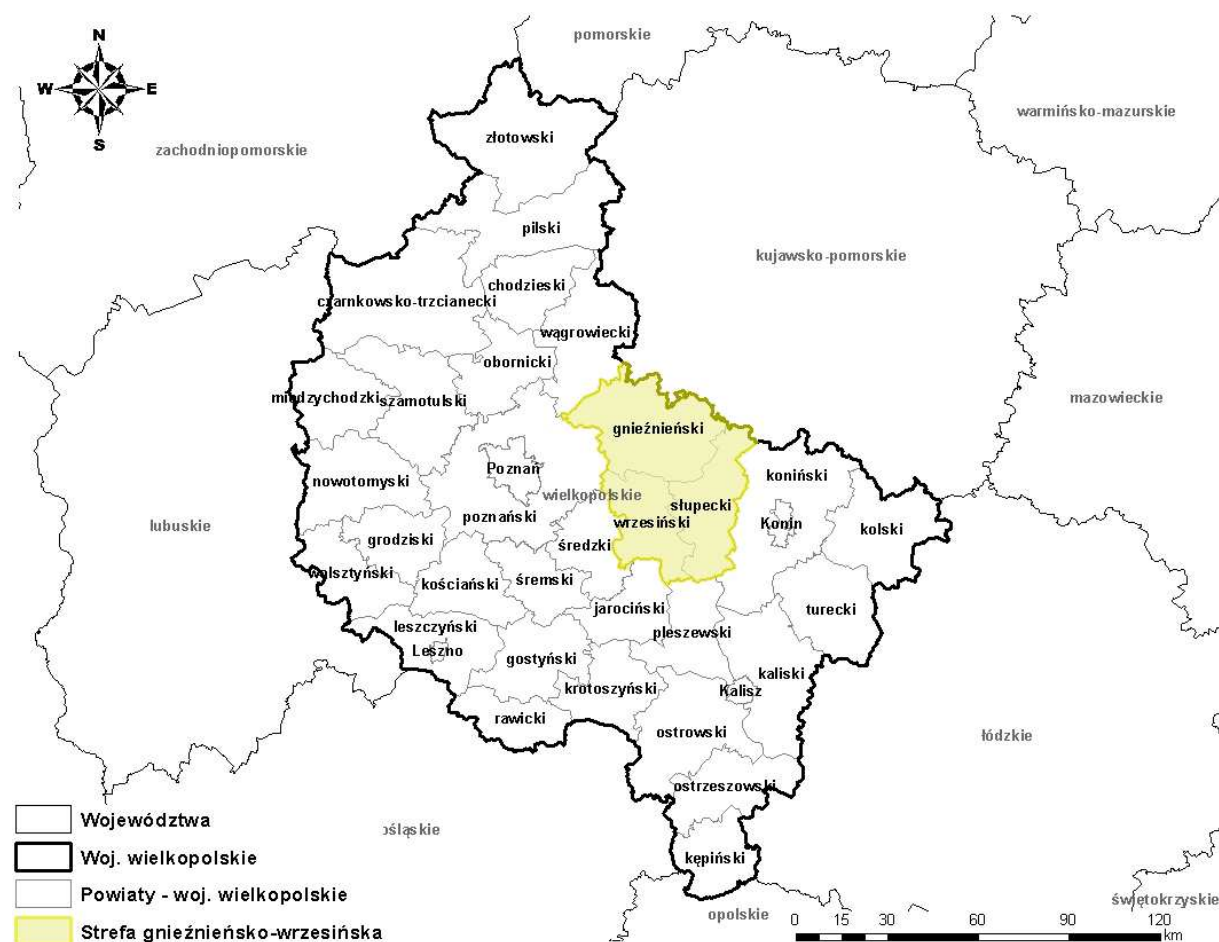 N
W E
S
pomorskie
warmińsko-mazurskie
zachodniopomorskie
złotowski
pilski
kujawsko-pomorskie
chodzieski
czarnkowsko-trzcianecki
wągrowiecki
obornicki
międzychodzki
szamotulski
mazowieckie
gnieźnieński
Poznań
koniński
nowotomyski
wielkopolskie
słupecki
lubuskie
poznański
wrzesiński
Konin
kolski
grodziski
średzki
wolsztyński
kościański
śremski
jarociński
turecki
leszczyński
pleszewski
Leszno
gostyński
kaliski
krotoszyński
Kalisz
rawicki
ostrowski
łódzkie
ostrzeszowski
ośląskie
kępiński
opolskie
świętokrzyskie
Województwa
Woj. wielkopolskie
Powiaty - woj. wielkopolskie
Strefa gnieźnieńsko-wrzesińska
0 15 30 60 90 120
km